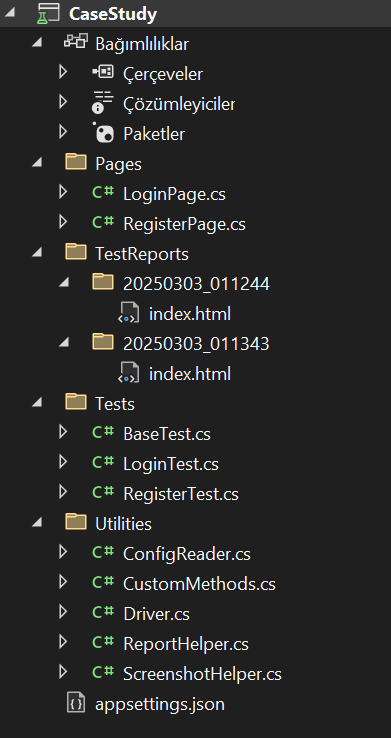 CaseStudy
Bağımlılıklar
Çerçeveler
Çözümleyiciler
Paketler
Pages
C# LoginPage.cs
C# RegisterPage.cs
TestReports
20250303_011244
index.html
20250303_011343
index.html
Tests
C# BaseTest.cs
C# LoginTest.cs
C# RegisterTest.cs
Utilities
C# ConfigReader.cs
C# CustomMethods.cs
C# Driver.cs
C# ReportHelper.cs
C# ScreenshotHelper.cs
appsettings.json